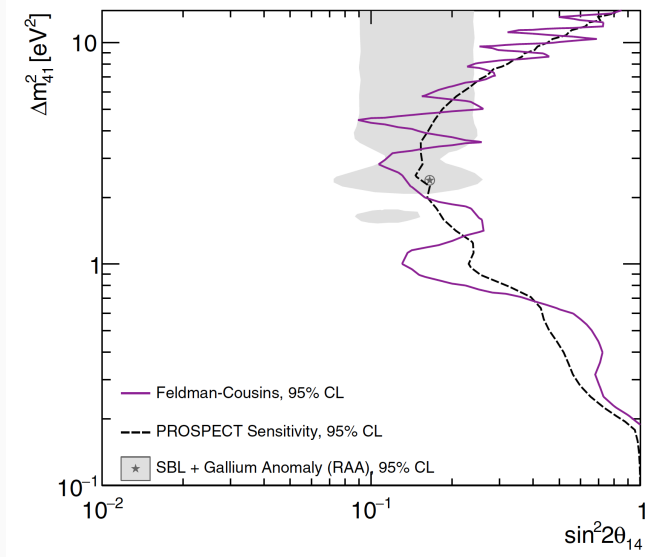 Δm²₄₁ [eV²]
10
1
10⁻¹
Feldman-Cousins, 95% CL
PROSPECT Sensitivity, 95% CL
SBL + Gallium Anomaly (RAA), 95% CL
10⁻²
10⁻¹
1
sin²2θ₁₄